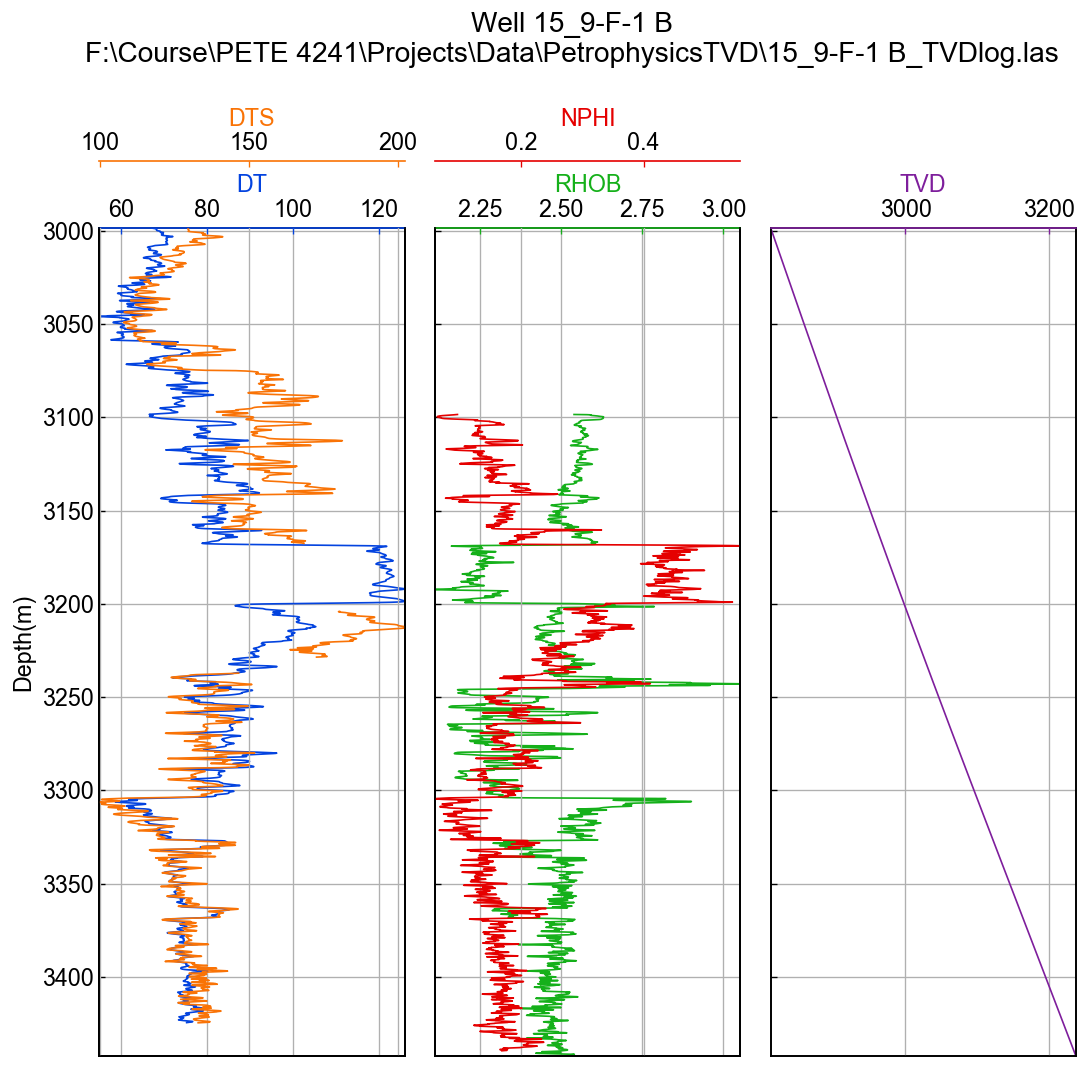 Well 15_9-F-1 B
F:\Course\PETE 4241\Projects\Data\PetrophysicsTVD\15_9-F-1 B_TVDlog.las
DTS
100 150 200
DT
60 80 100 120
NPHI
0.2 0.4
RHOB
2.25 2.50 2.75 3.00
TVD
3000 3200
Depth(m)
3000
3050
3100
3150
3200
3250
3300
3350
3400